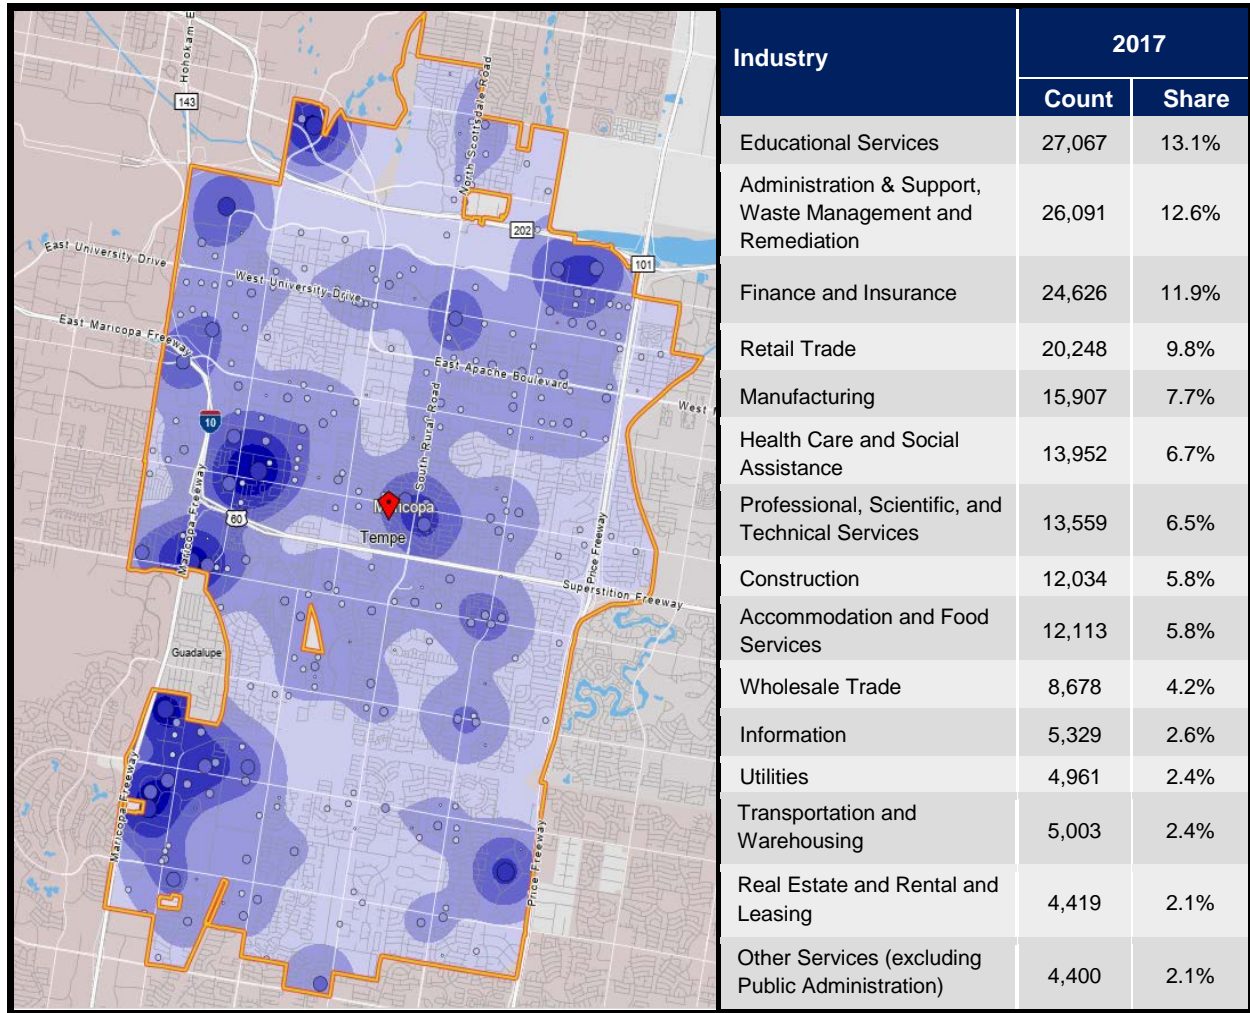 143
Hohokam E
North Scottsdale Road
202
101
East University Drive
West University Drive
East Maricopa Freeway
East Apache Boulevard
West
10
South Rural Road
Maricopa
Tempe
60
Maricopa Freeway
Price Freeway
Superstition Freeway
Guadalupe
Maricopa Freeway
Price Freeway
Industry 2017
Count Share
Educational Services 27,067 13.1%
Administration & Support,
Waste Management and
Remediation 26,091 12.6%
Finance and Insurance 24,626 11.9%
Retail Trade 20,248 9.8%
Manufacturing 15,907 7.7%
Health Care and Social
Assistance 13,952 6.7%
Professional, Scientific, and
Technical Services 13,559 6.5%
Construction 12,034 5.8%
Accommodation and Food
Services 12,113 5.8%
Wholesale Trade 8,678 4.2%
Information 5,329 2.6%
Utilities 4,961 2.4%
Transportation and
Warehousing 5,003 2.4%
Real Estate and Rental and
Leasing 4,419 2.1%
Other Services (excluding
Public Administration) 4,400 2.1%